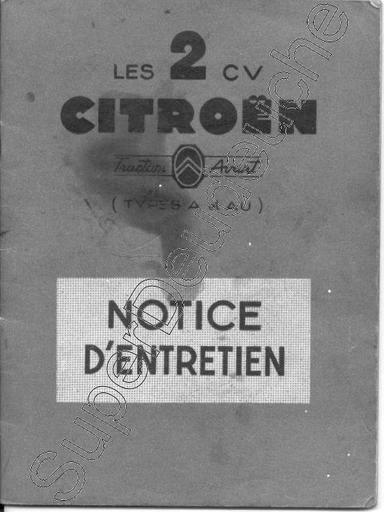 LES 2 CV
CITROËN
Traction Avant
(TYPES A et AU)
NOTICE
D'ENTRETIEN
SuperDeuche